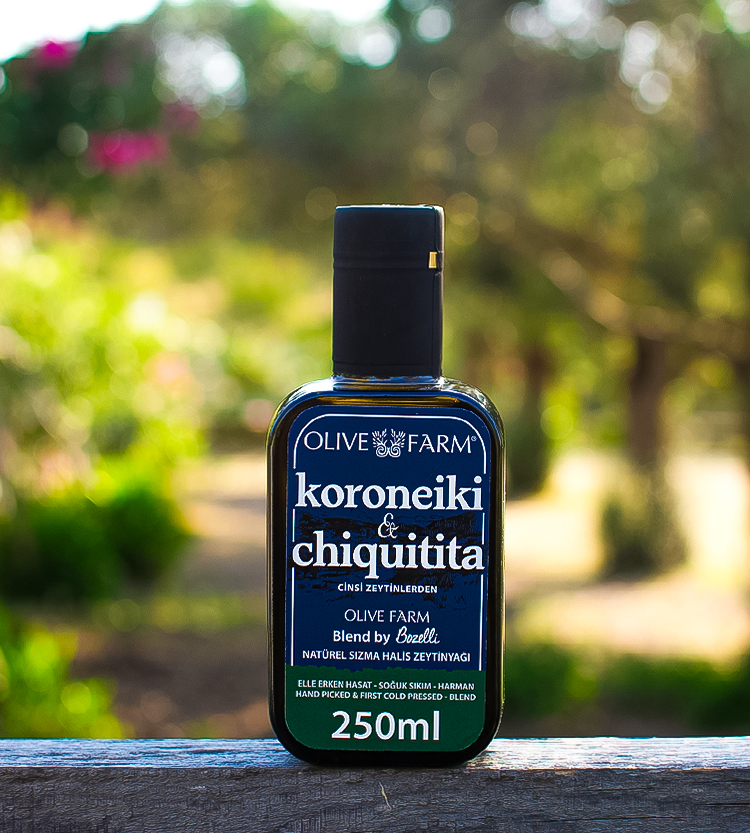 OLIVE FARM®
koroneiki
&
chiquitita
CİNSİ ZEYTİNLERDEN
OLIVE FARM
Blend by Bozelli
NATÜREL SIZMA HALİS ZEYTİNYAGI
ELLE ERKEN HASAT - SOĞUK SIKIM - HARMAN
HAND PICKED & FIRST COLD PRESSED - BLEND
250ml